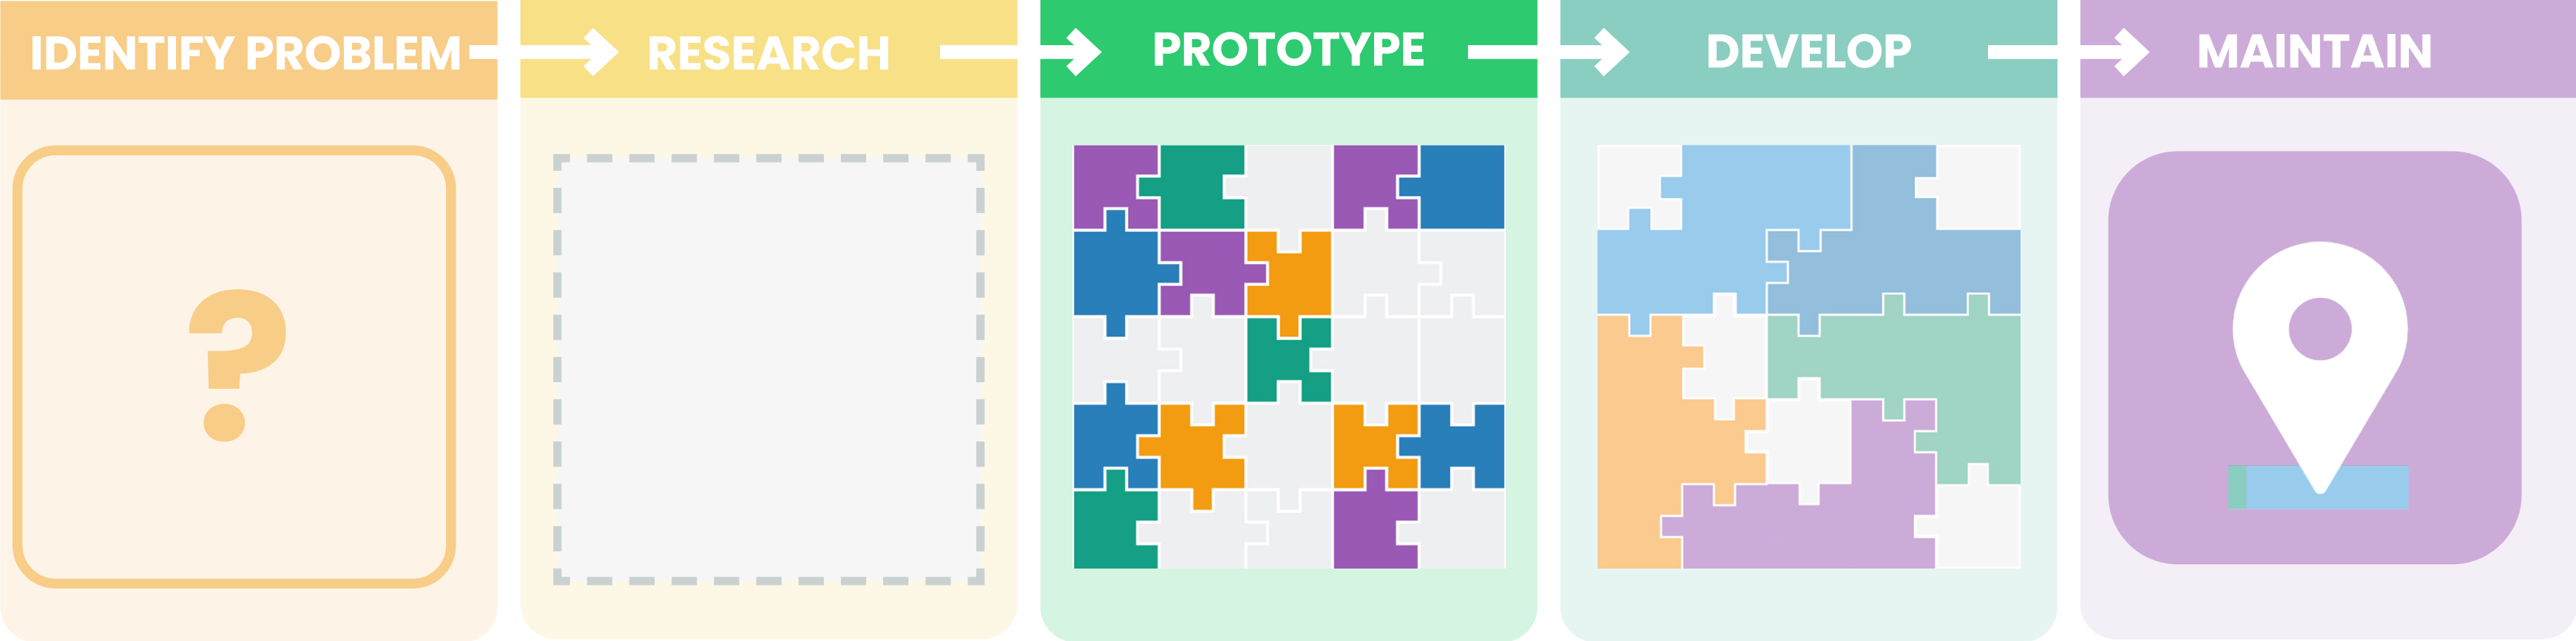 IDENTIFY PROBLEM
RESEARCH
PROTOTYPE
DEVELOP
MAINTAIN
?